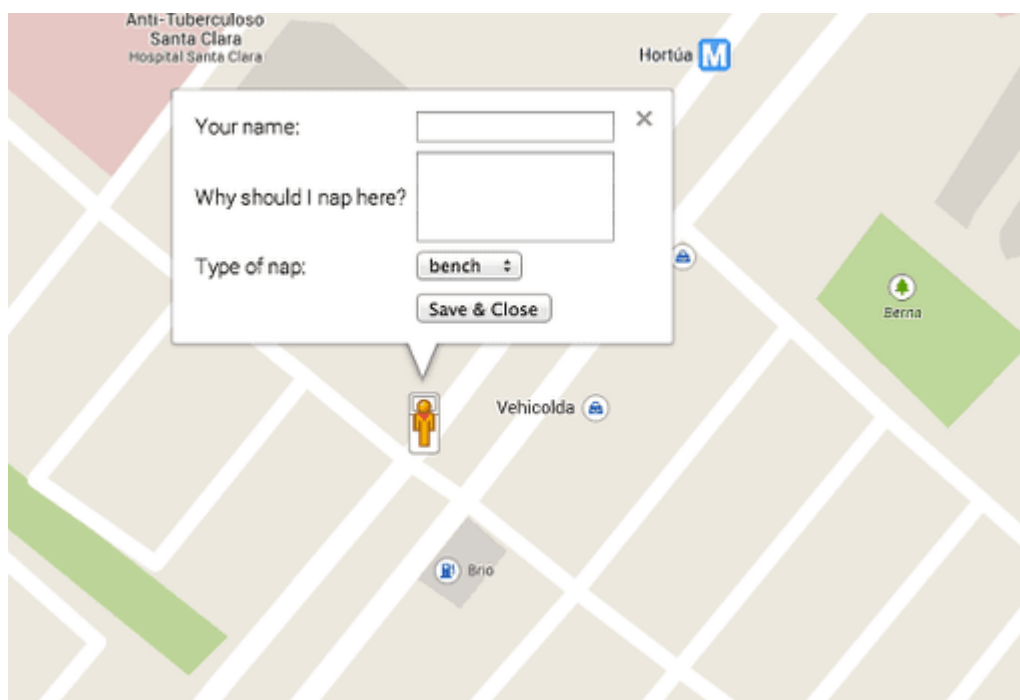 Anti-Tuberculoso
Santa Clara
Hospital Santa Clara
Hortúa M
Your name:
Why should I nap here?
Type of nap: bench
Save & Close
Berna
Vehicolda
Brio